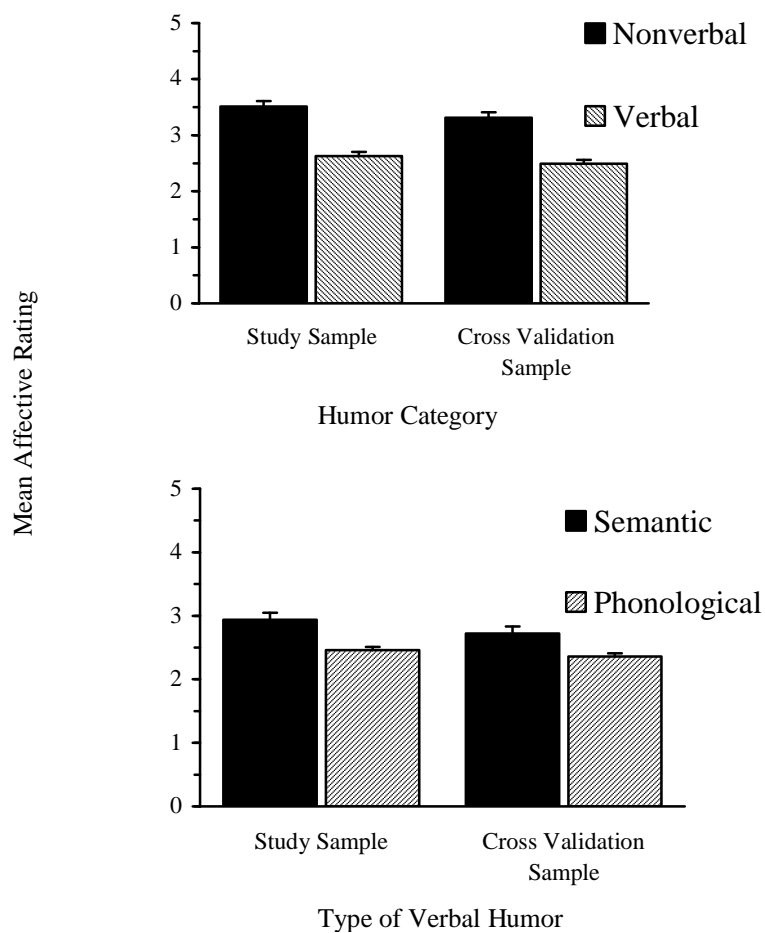 Mean Affective Rating
5
4
3
2
1
0
Nonverbal
Verbal
Study Sample
Cross Validation
Sample
Humor Category
5
4
3
2
1
0
Semantic
Phonological
Study Sample
Cross Validation
Sample
Type of Verbal Humor